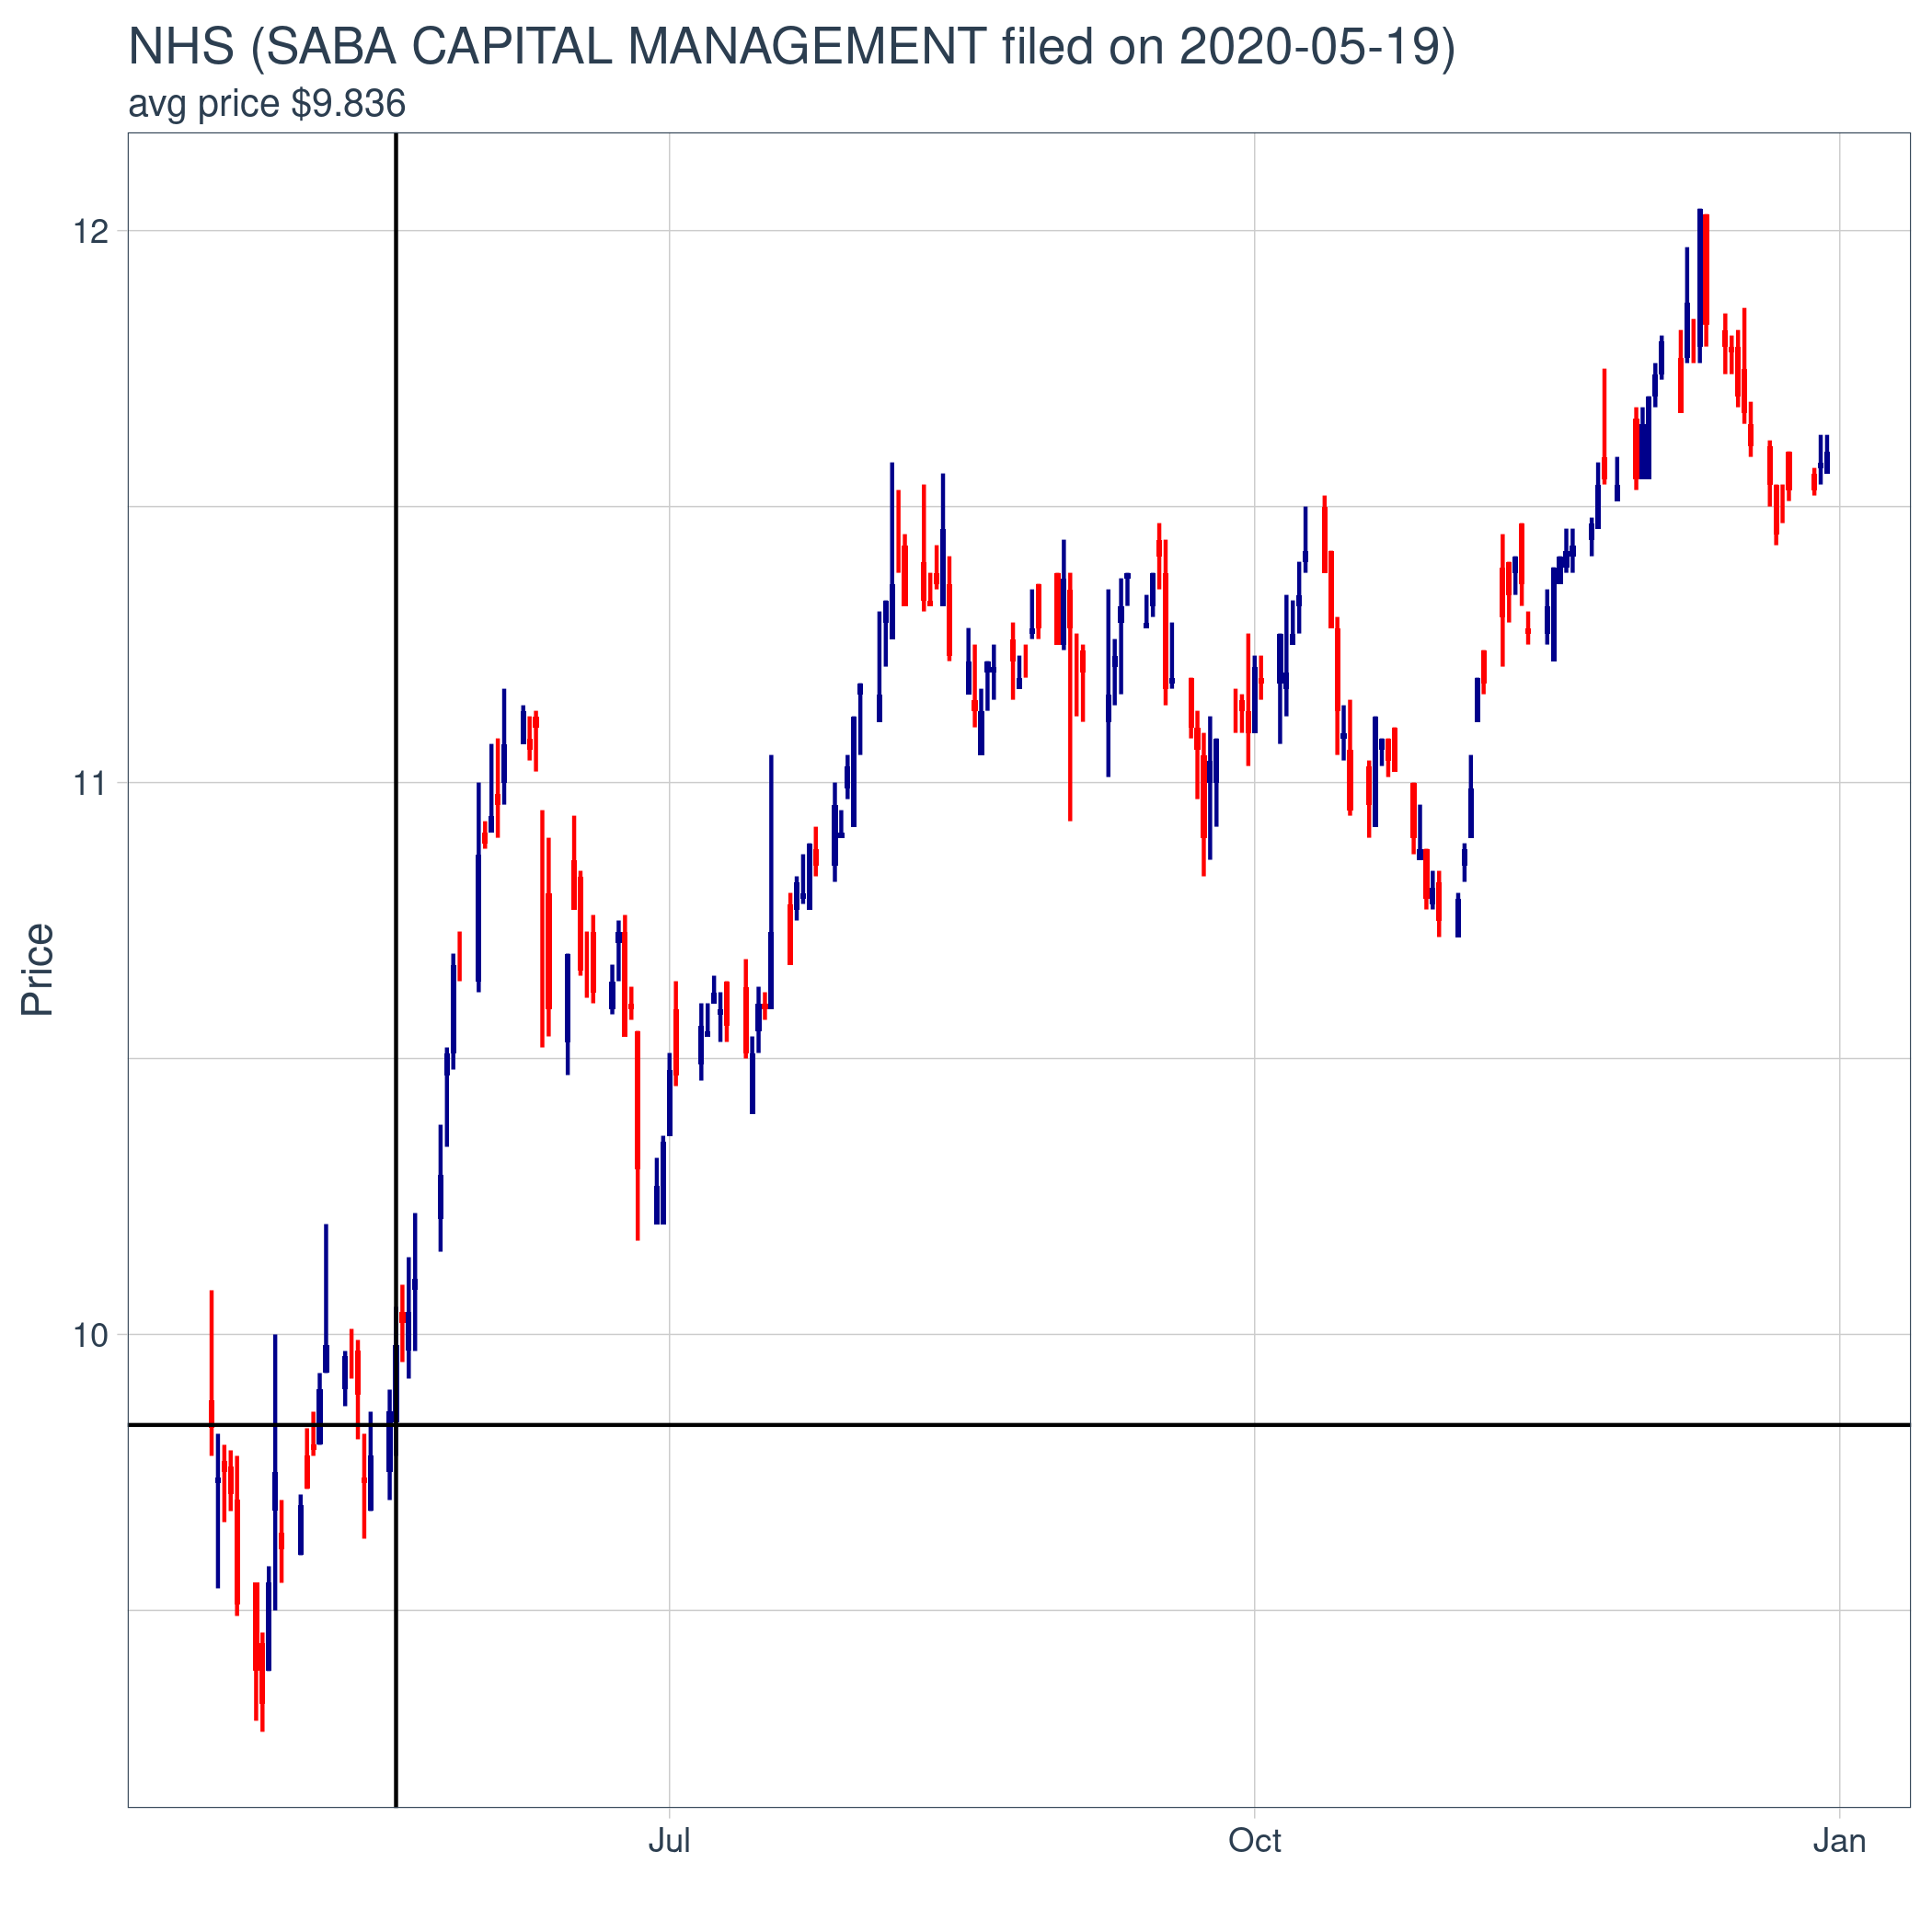 NHS (SABA CAPITAL MANAGEMENT filed on 2020-05-19)
avg price $9.836
12
11
10
Price
Jul
Oct
Jan